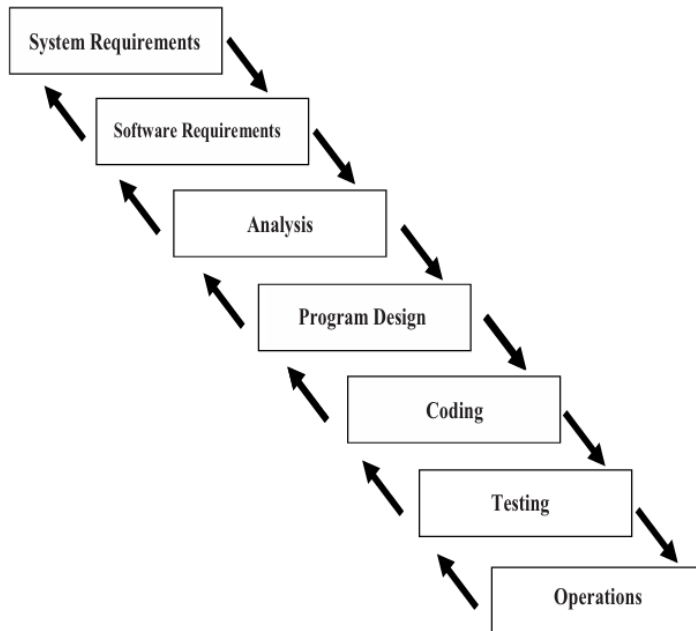 System Requirements
Software Requirements
Analysis
Program Design
Coding
Testing
Operations